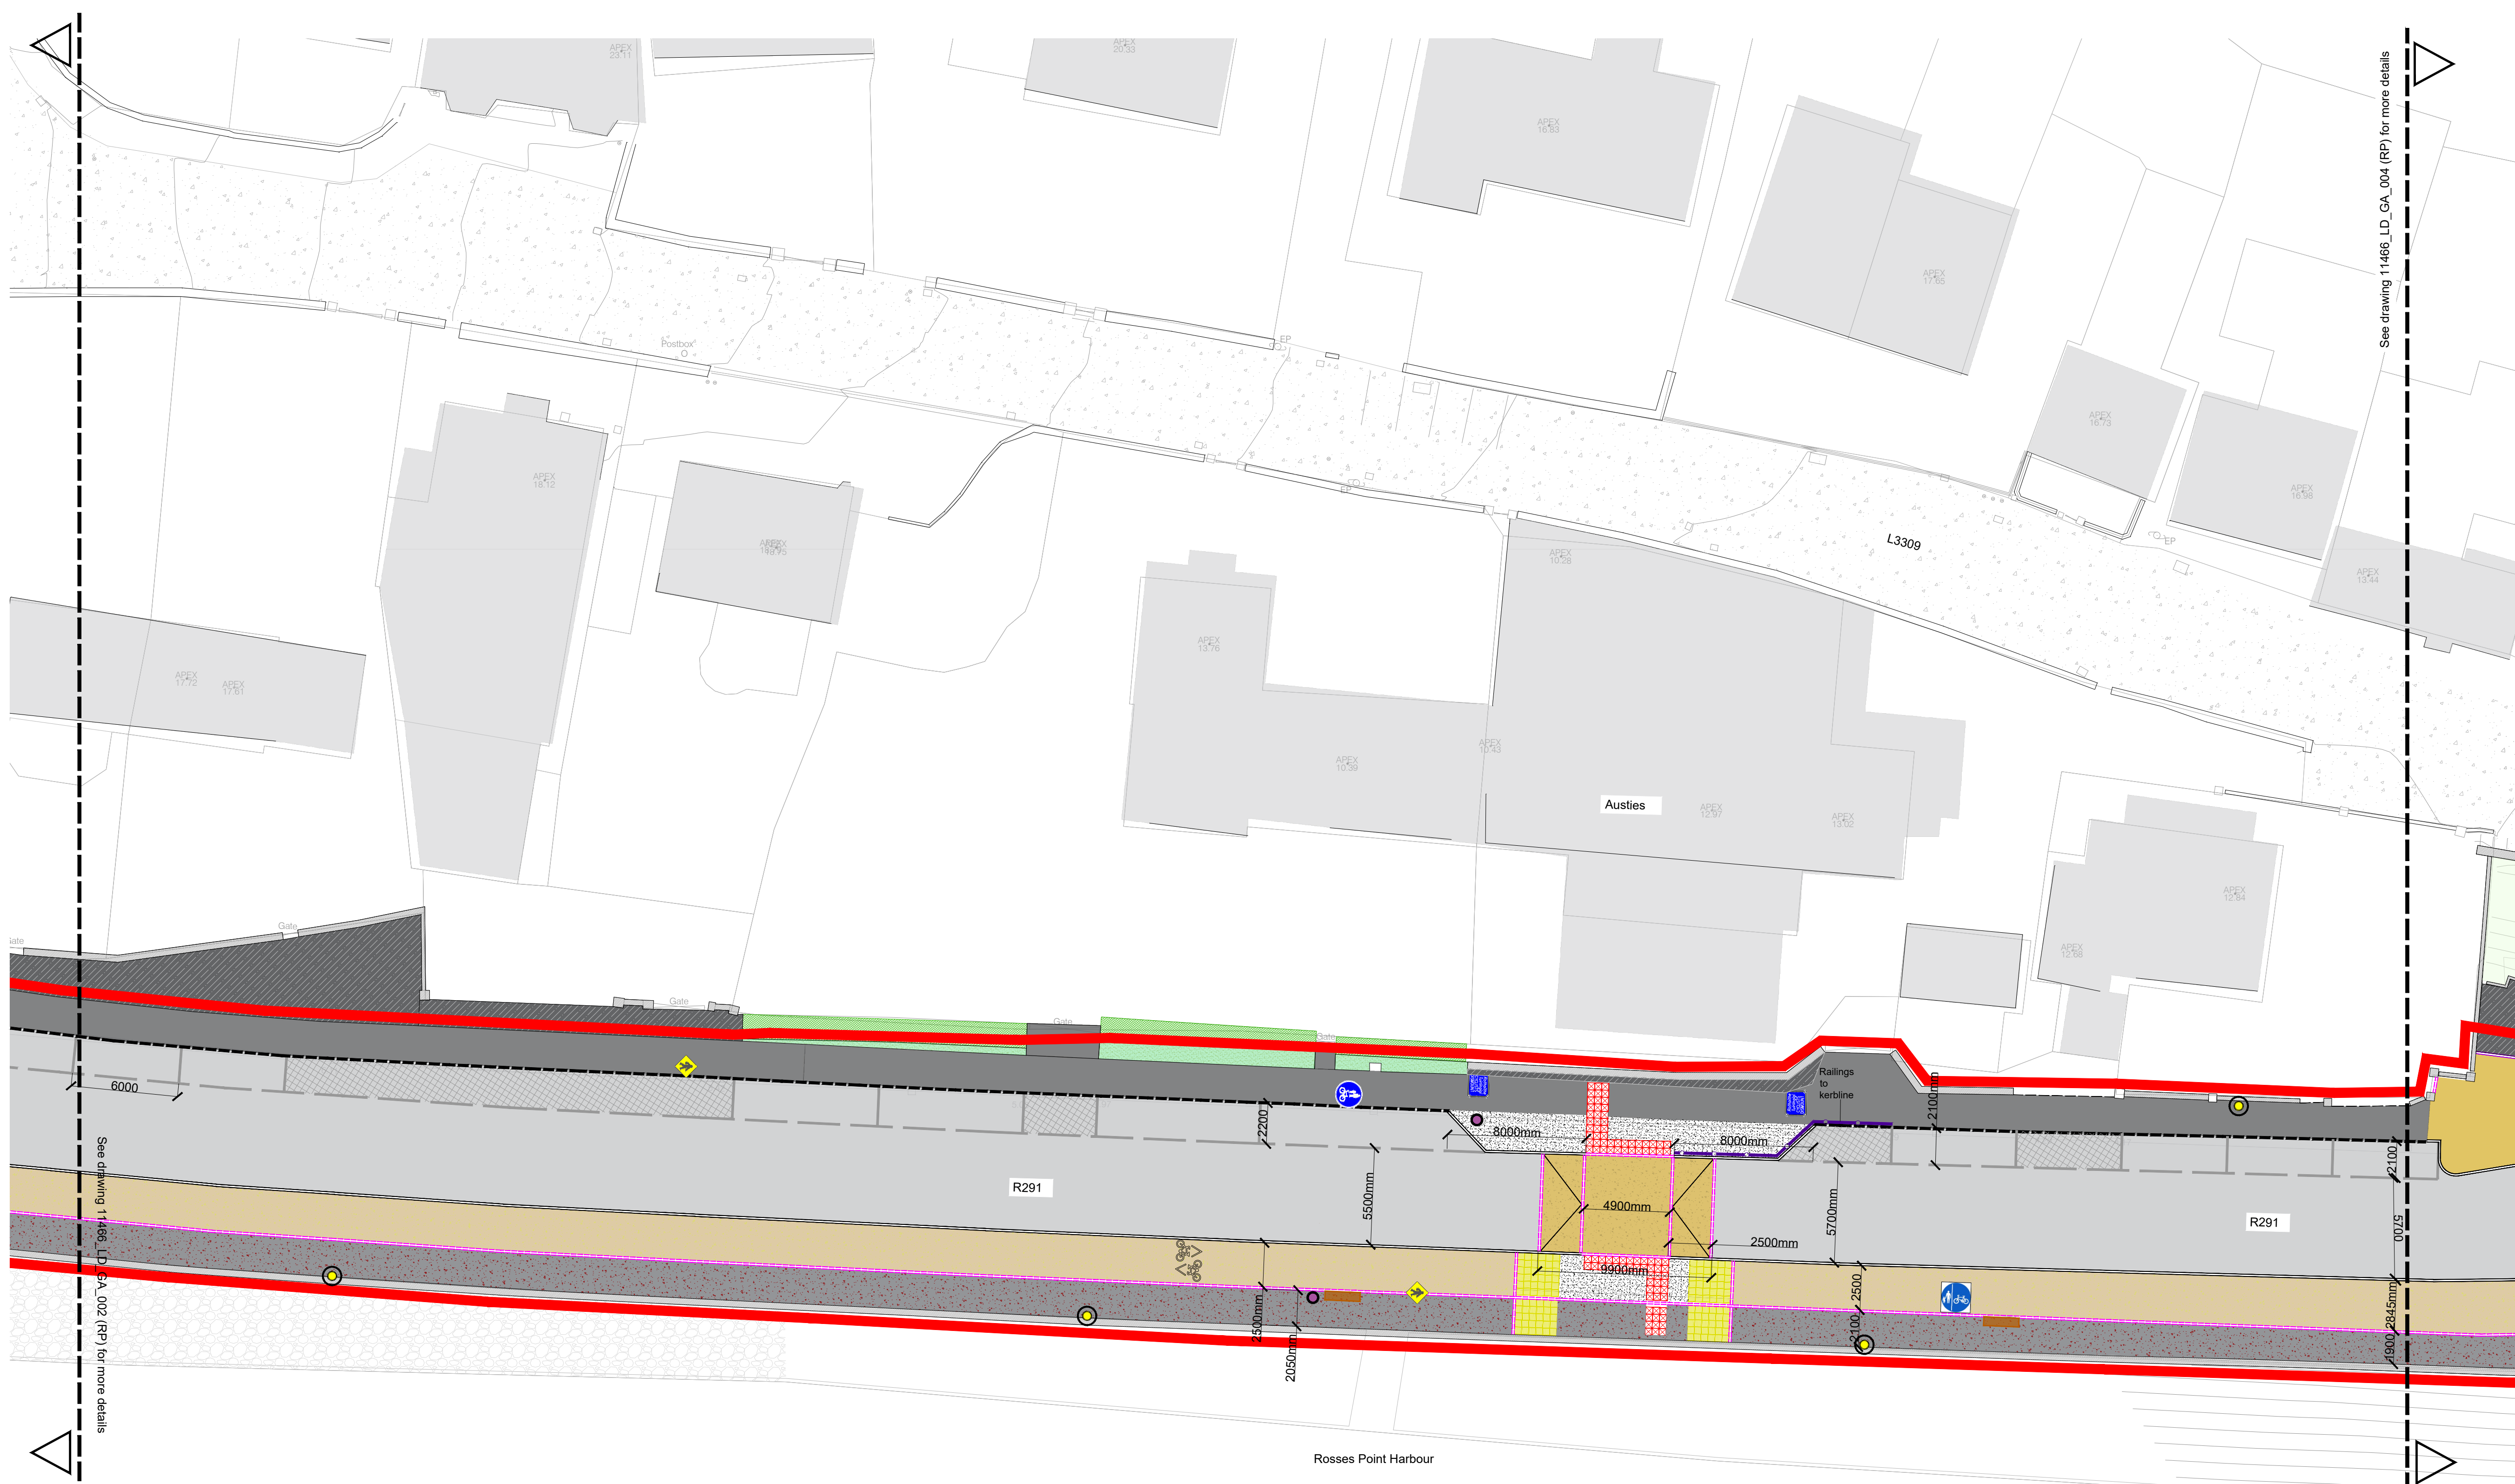 APEX
23.11
APEX
20.33
APEX
16.83
APEX
17.65
See drawing 11466_LD_GA_004 (RP) for more details
Postbox
EP
APEX
16.73
APEX
18.12
EP
APEX
16.98
L3309
EP
APEX
10.28
APEX
13.44
APEX
13.76
APEX
17.72
APEX
17.61
APEX
10.43
APEX
10.39
Austies
APEX
12.97
APEX
13.02
APEX
12.84
Gate
APEX
12.68
Gate
Gate
Gate
Railings
to
kerbline
6000
2200
8000mm
8000mm
2100mm
2100
See drawing 11466_LD_GA_002 (RP) for more details
R291
5500mm
4900mm
5700mm
R291
5700
2500mm
9900mm
2500mm
2050mm
2500
2100
2845mm
1900
Rosses Point Harbour